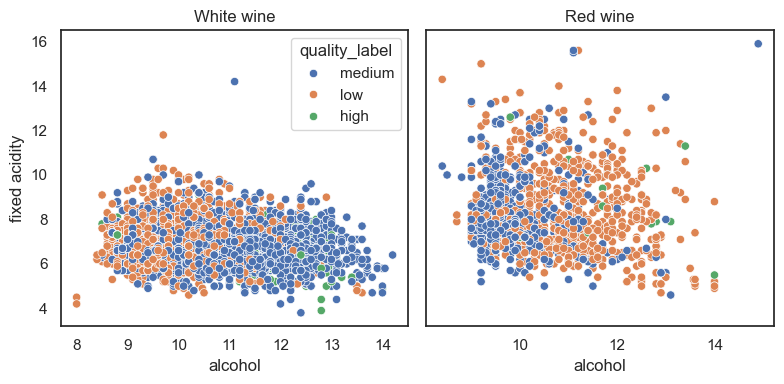 White wine
Red wine
quality_label
medium
low
high
fixed acidity
16
14
12
10
8
6
4
8
9
10
11
12
13
14
alcohol
10
12
14
alcohol